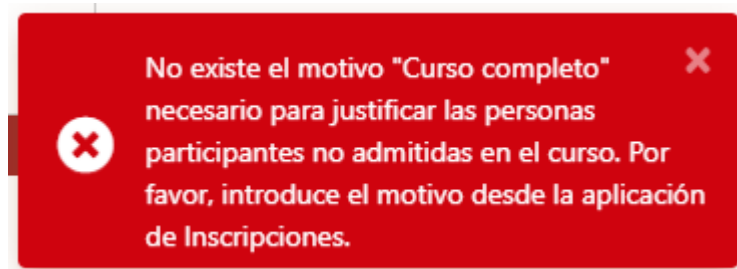 No existe el motivo "Curso completo"
necesario para justificar las personas
participantes no admitidas en el curso. Por
favor, introduce el motivo desde la aplicación
de Inscripciones.